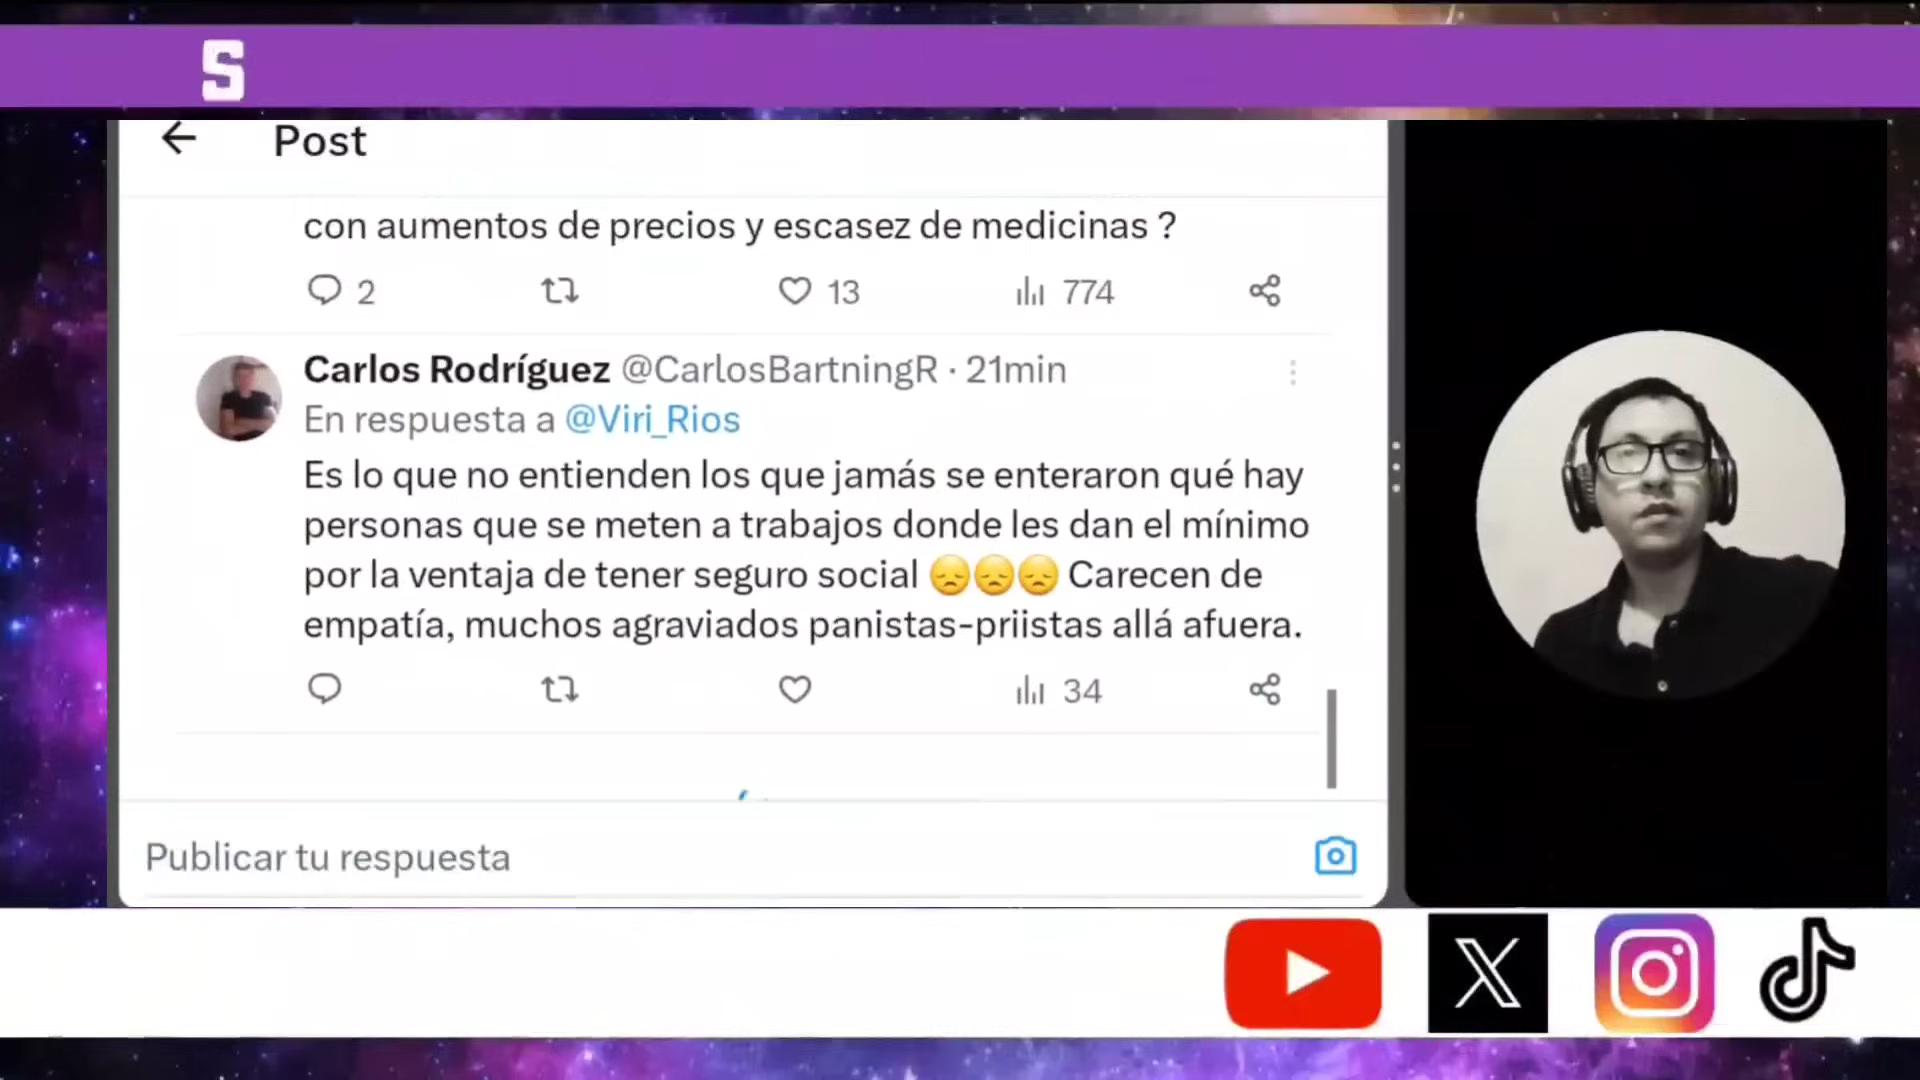 S
Post
con aumentos de precios y escasez de medicinas ?
2 13 774
Carlos Rodríguez @CarlosBartningR · 21min
En respuesta a @Viri_Rios
Es lo que no entienden los que jamás se enteraron qué hay
personas que se meten a trabajos donde les dan el mínimo
por la ventaja de tener seguro social 😞😞😞 Carecen de
empatía, muchos agraviados panistas-priistas allá afuera.
34
Publicar tu respuesta